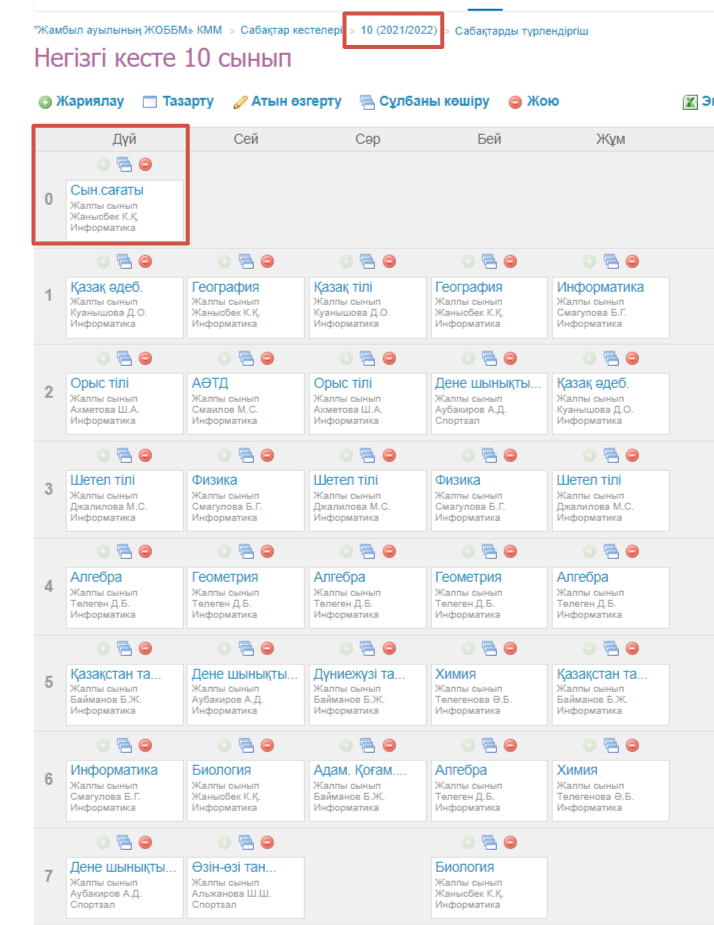 "Жамбыл ауылының ЖОББМ» КММ > Сабақтар кестелері > 10 (2021/2022) > Сабақтарды түрлендіргіш
Негізгі кесте 10 сынып
Жариялау Тазарту Атын өзгерту Сұлбаны көшіру Жою
Дүй Сей Сәр Бей Жұм
0
Сын.сағаты
Жалпы сынып
Жанысбек К.Қ.
Информатика
1
Қазақ әдеб. География Қазақ тілі География Информатика
Жалпы сынып Жалпы сынып Жалпы сынып Жалпы сынып Жалпы сынып
Куанышова Д.О. Жанысбек К.Қ. Куанышова Д.О. Жанысбек К.Қ. Смагулова Б.Г.
Информатика Информатика Информатика Информатика Информатика
2
Орыс тілі АӘТД Орыс тілі Дене шынықты... Қазақ әдеб.
Жалпы сынып Жалпы сынып Жалпы сынып Жалпы сынып Жалпы сынып
Ахметова Ш.А. Смаилов М.С. Ахметова Ш.А. Аубакиров А.Д. Куанышова Д.О.
Информатика Информатика Информатика Спортзал Информатика
3
Шетел тілі Физика Шетел тілі Физика Шетел тілі
Жалпы сынып Жалпы сынып Жалпы сынып Жалпы сынып Жалпы сынып
Джалилова М.С. Смагулова Б.Г. Джалилова М.С. Смагулова Б.Г. Джалилова М.С.
Информатика Информатика Информатика Информатика Информатика
4
Алгебра Геометрия Алгебра Геометрия Алгебра
Жалпы сынып Жалпы сынып Жалпы сынып Жалпы сынып Жалпы сынып
Төлеген Д.Б. Төлеген Д.Б. Төлеген Д.Б. Төлеген Д.Б. Төлеген Д.Б.
Информатика Информатика Информатика Информатика Информатика
5
Қазақстан та... Дене шынықты... Дүниежүзі та... Химия Қазақстан та...
Жалпы сынып Жалпы сынып Жалпы сынып Жалпы сынып Жалпы сынып
Байманов Б.Ж. Аубакиров А.Д. Байманов Б.Ж. Төлегенова Ә.Б. Байманов Б.Ж.
Информатика Информатика Информатика Информатика Информатика
6
Информатика Биология Адам. Қоғам.... Алгебра Химия
Жалпы сынып Жалпы сынып Жалпы сынып Жалпы сынып Жалпы сынып
Смагулова Б.Г. Жанысбек К.Қ. Байманов Б.Ж. Төлеген Д.Б. Төлегенова Ә.Б.
Информатика Информатика Информатика Информатика Информатика
7
Дене шынықты... Өзін-өзі тан... Биология
Жалпы сынып Жалпы сынып Жалпы сынып
Аубакиров А.Д. Альжанова Ш.Ш. Жанысбек К.Қ.
Спортзал Спортзал Информатика